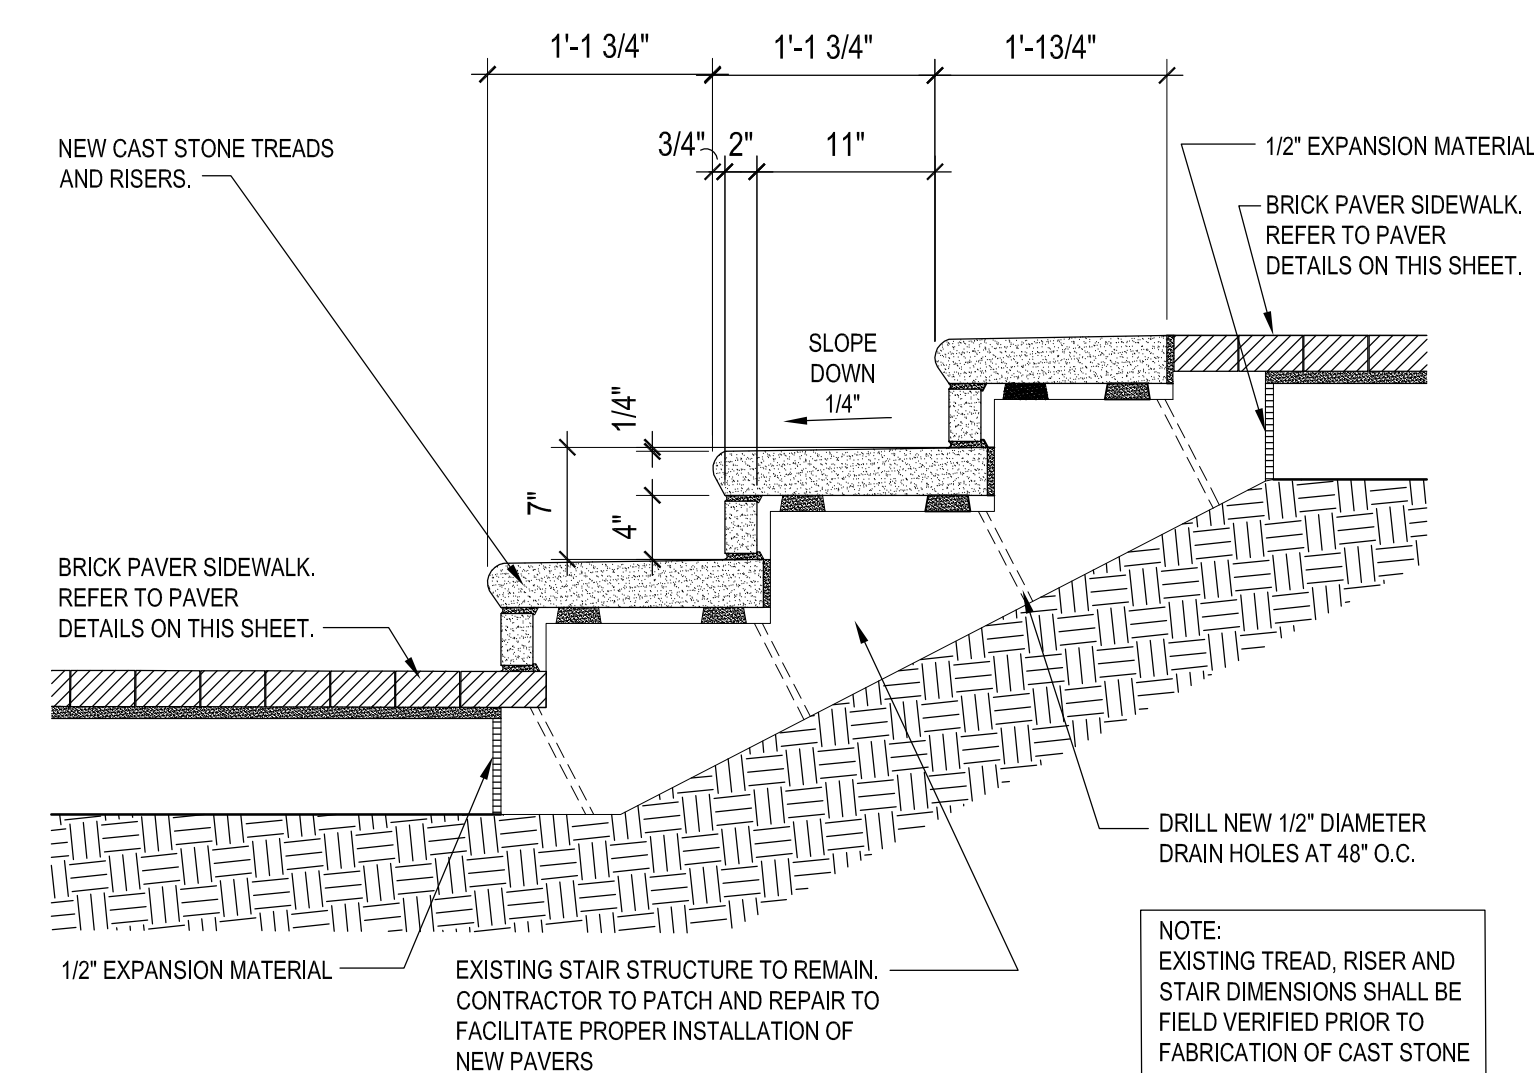 1'-1 3/4"
1'-1 3/4"
1'-13/4"
3/4"
2"
11"
NEW CAST STONE TREADS
AND RISERS.
1/2" EXPANSION MATERIAL
BRICK PAVER SIDEWALK.
REFER TO PAVER
DETAILS ON THIS SHEET.
SLOPE
DOWN
1/4"
1/4"
7"
4"
BRICK PAVER SIDEWALK.
REFER TO PAVER
DETAILS ON THIS SHEET.
DRILL NEW 1/2" DIAMETER
DRAIN HOLES AT 48" O.C.
1/2" EXPANSION MATERIAL
EXISTING STAIR STRUCTURE TO REMAIN.
CONTRACTOR TO PATCH AND REPAIR TO
FACILITATE PROPER INSTALLATION OF
NEW PAVERS
NOTE:
EXISTING TREAD, RISER AND
STAIR DIMENSIONS SHALL BE
FIELD VERIFIED PRIOR TO
FABRICATION OF CAST STONE